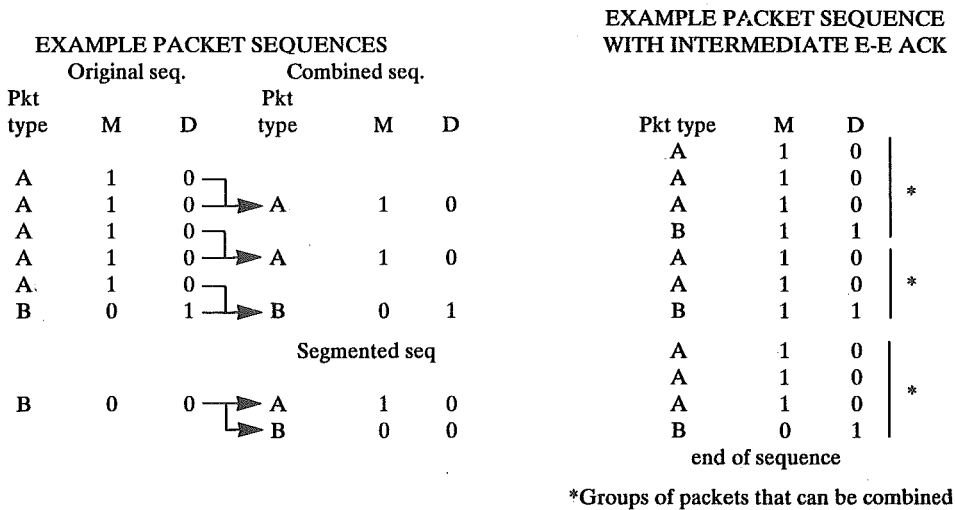 EXAMPLE PACKET SEQUENCES
Original seq. Combined seq.
Pkt Pkt
type M D type M D
A 1 0
A 1 0 A 1 0
A 1 0
A 1 0 A 1 0
A 1 0
B 0 1 B 0 1
Segmented seq
B 0 0 A 1 0
B 0 0
EXAMPLE PACKET SEQUENCE
WITH INTERMEDIATE E-E ACK
Pkt type M D
A 1 0
A 1 0
A 1 0
B 1 1
*
A 1 0
A 1 0
B 1 1
*
A 1 0
A 1 0
A 1 0
B 0 1
*
end of sequence
*Groups of packets that can be combined